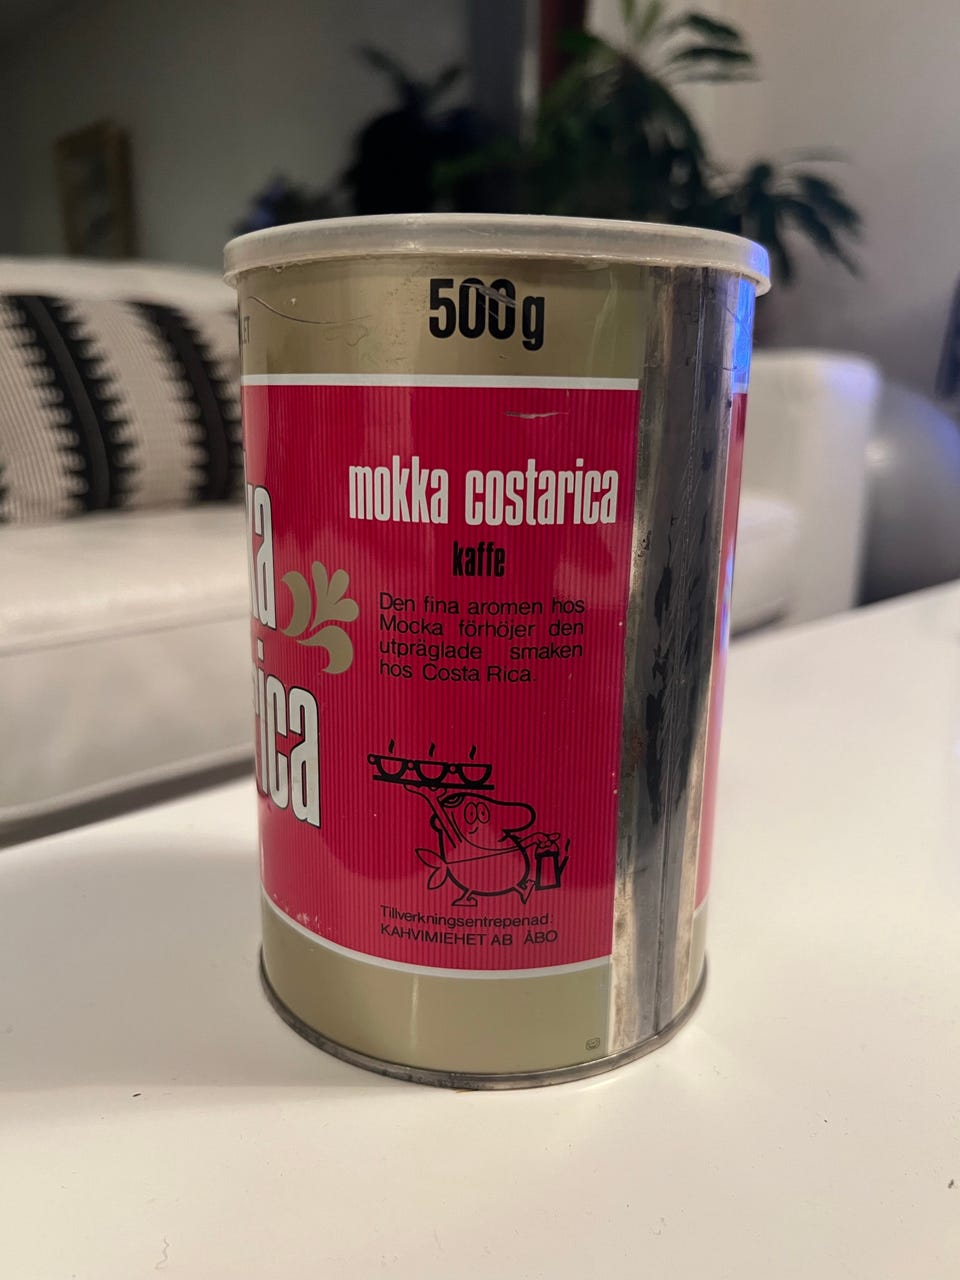 500g
mokka costarica
kaffe
Den fina aromen hos
Mocka förhöjer den
utpräglade smaken
hos Costa Rica.
Tillverkningsentrepenad:
KAHVIMIEHET AB ÅBO